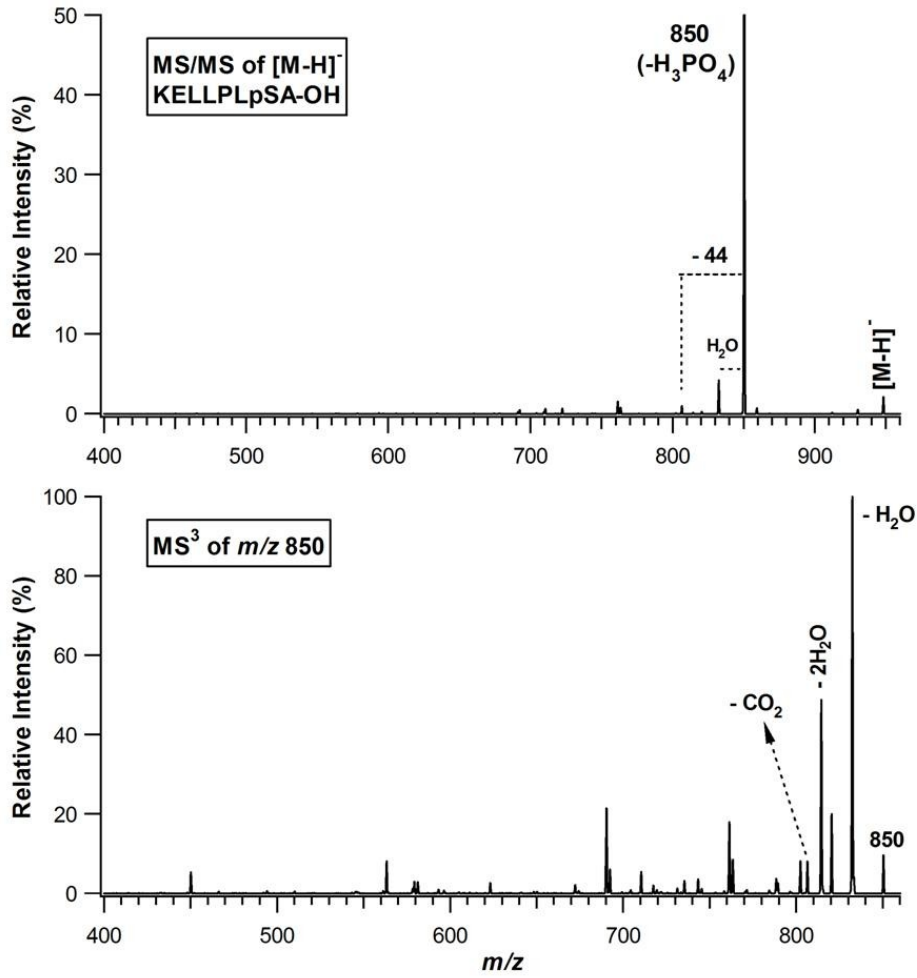 50
40
30
20
10
0
Relative Intensity (%)
MS/MS of [M-H]⁻
KELLPLpSA-OH
850
(-H₃PO₄)
- 44
H₂O
[M-H]⁻
400 500 600 700 800 900
100
80
60
40
20
0
Relative Intensity (%)
MS³ of m/z 850
- H₂O
- 2H₂O
- CO₂
850
400 500 600 700 800
m/z